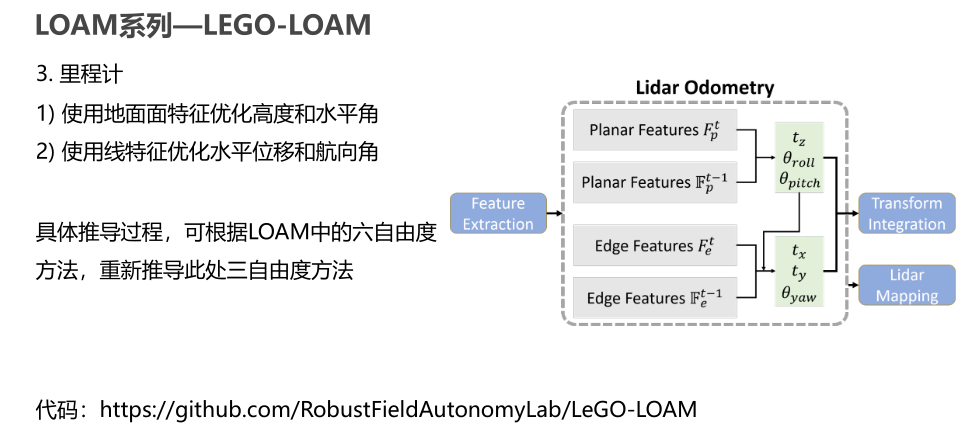 LOAM系列—LEGO-LOAM
3. 里程计
1) 使用地面面特征优化高度和水平角
2) 使用线特征优化水平位移和航向角
具体推导过程，可根据LOAM中的六自由度
方法，重新推导此处三自由度方法
Lidar Odometry
Feature
Extraction
Planar Features $F_p^t$
Planar Features $\mathbb{F}_p^{t-1}$
Edge Features $F_e^t$
Edge Features $\mathbb{F}_e^{t-1}$
$t_z$
$\theta_{roll}$
$\theta_{pitch}$
$t_x$
$t_y$
$\theta_{yaw}$
Transform
Integration
Lidar
Mapping
代码：https://github.com/RobustFieldAutonomyLab/LeGO-LOAM